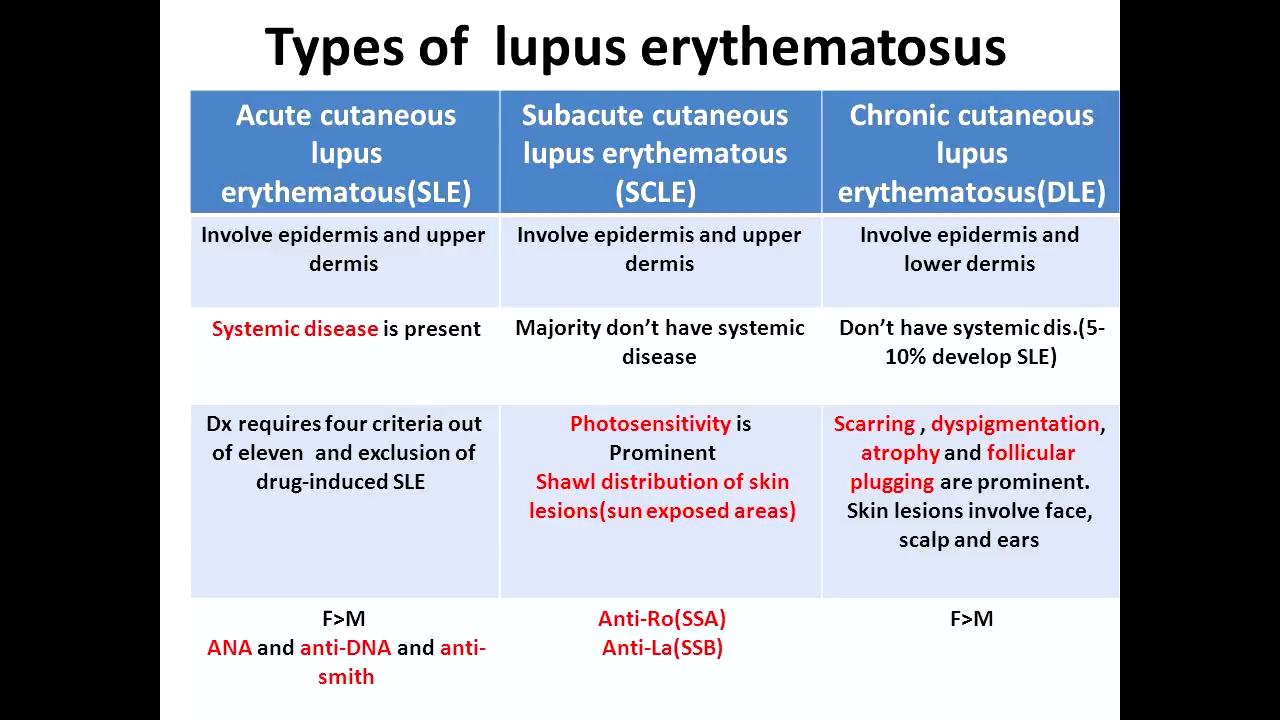 Types of lupus erythematosus
Acute cutaneous
lupus
erythematous(SLE)
Subacute cutaneous
lupus erythematous
(SCLE)
Chronic cutaneous
lupus
erythematosus(DLE)
Involve epidermis and upper
dermis
Involve epidermis and upper
dermis
Involve epidermis and
lower dermis
Systemic disease is present
Majority don’t have systemic
disease
Don’t have systemic dis.(5-
10% develop SLE)
Dx requires four criteria out
of eleven and exclusion of
drug-induced SLE
Photosensitivity is
Prominent
Shawl distribution of skin
lesions(sun exposed areas)
Scarring , dyspigmentation,
atrophy and follicular
plugging are prominent.
Skin lesions involve face,
scalp and ears
F>M
ANA and anti-DNA and anti-
smith
Anti-Ro(SSA)
Anti-La(SSB)
F>M